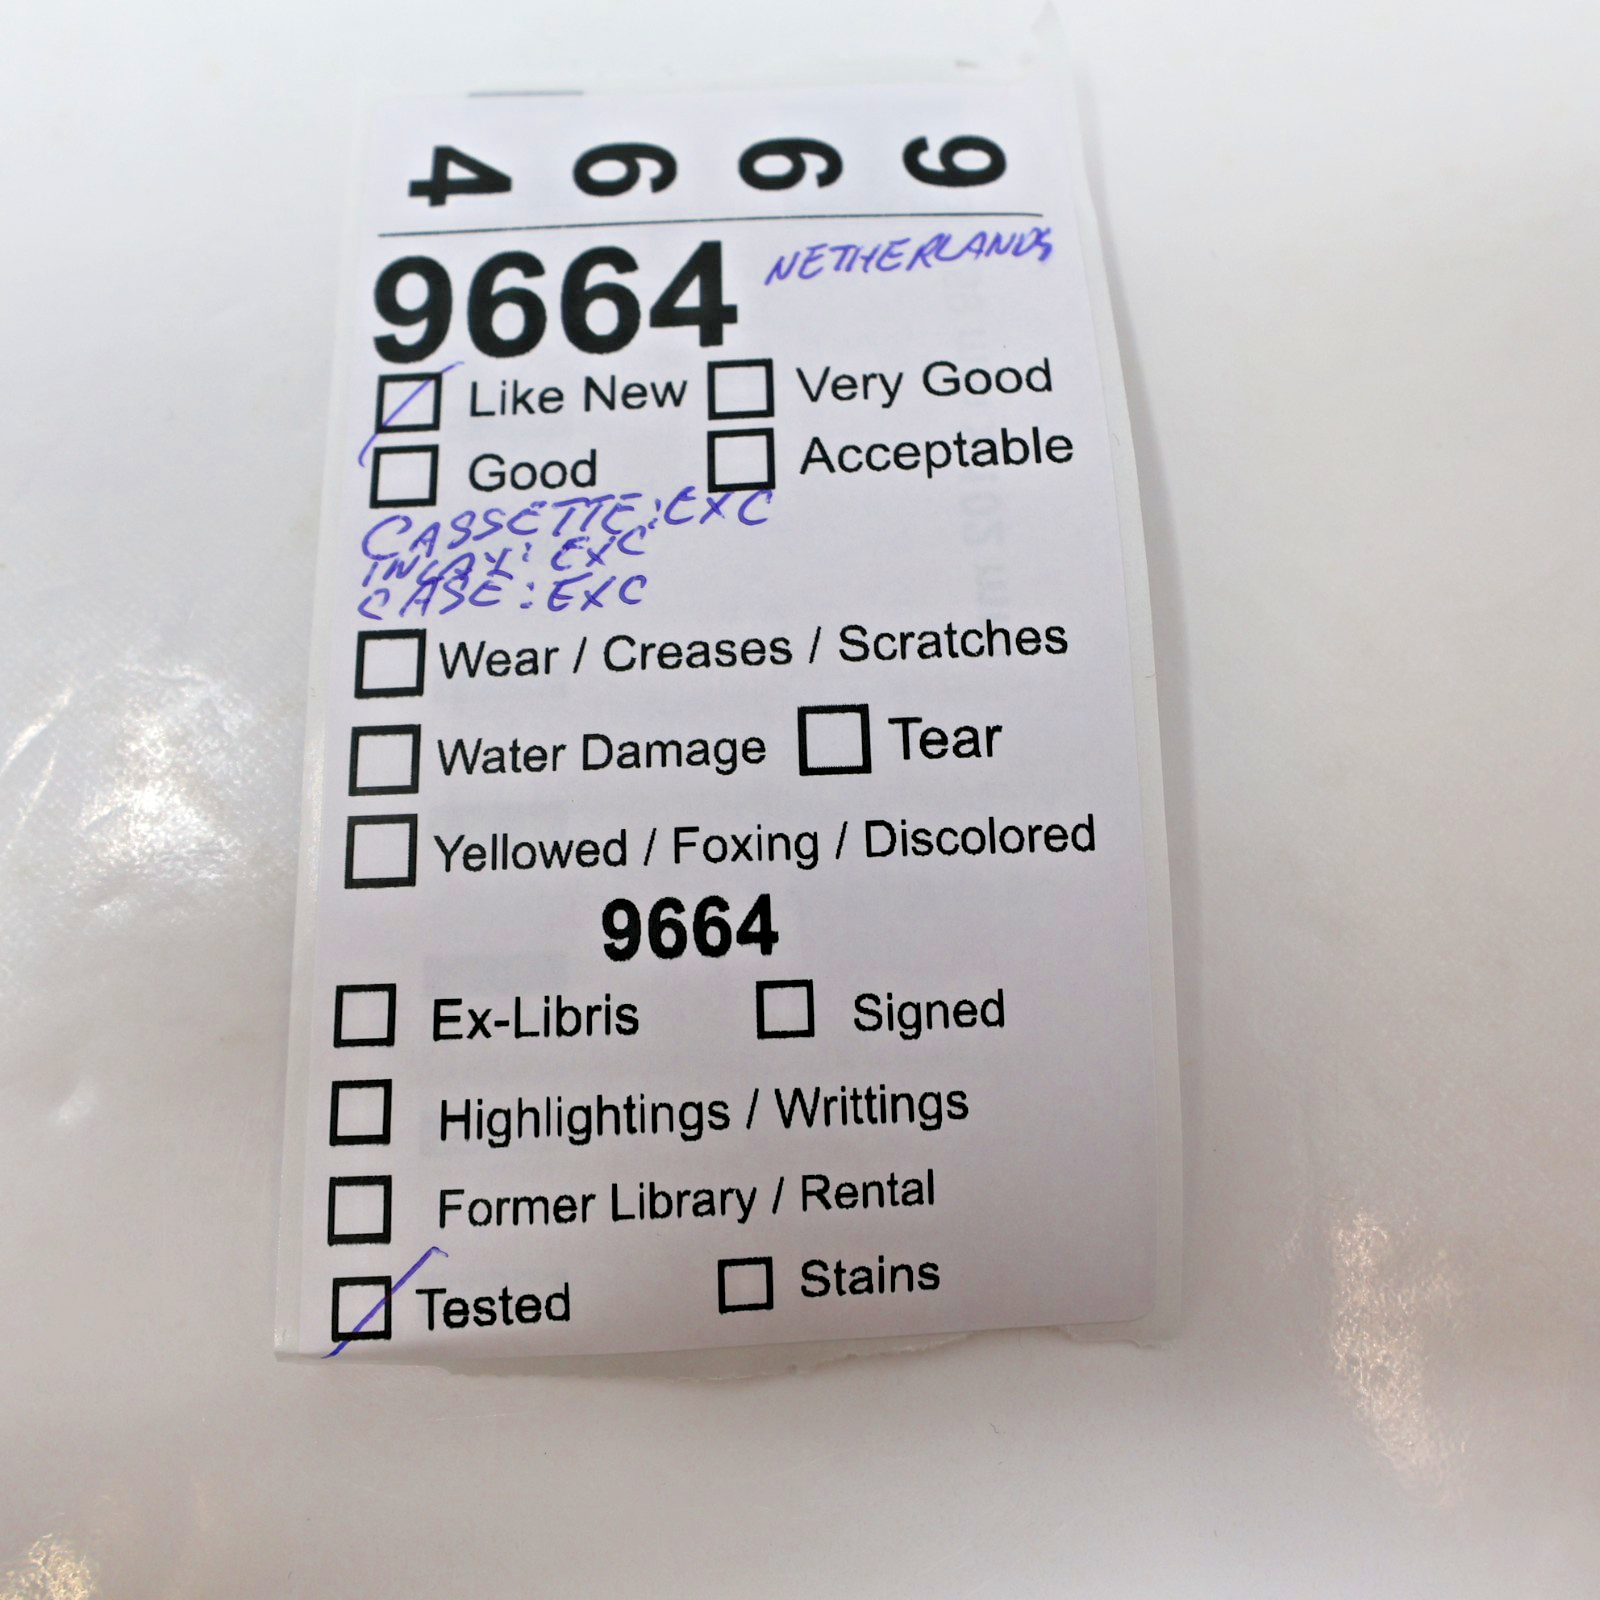 9 6 6 4
9664 NETHERLANDS
Like New Very Good
Good Acceptable
CASSETTE: EXC
INLAY: EXC
CASE: EXC
Wear / Creases / Scratches
Water Damage Tear
Yellowed / Foxing / Discolored
9664
Ex-Libris Signed
Highlightings / Writtings
Former Library / Rental
Tested Stains